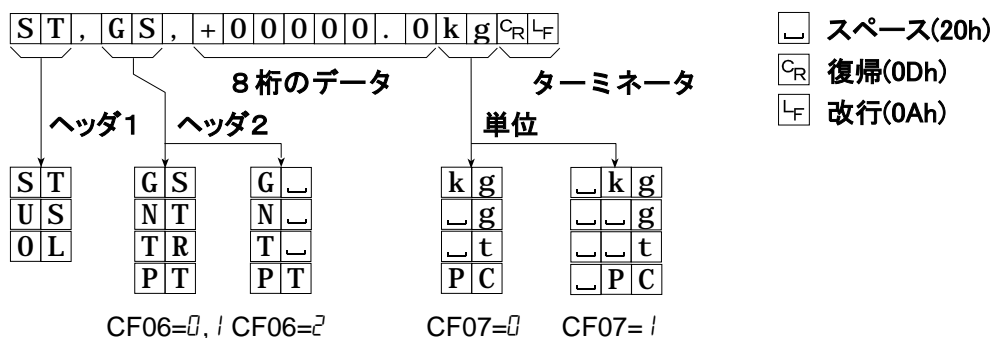 ST,GS,+00000.0kgCRLF
␣ スペース(20h)
CR 復帰(0Dh)
LF 改行(0Ah)
8桁のデータ ターミネータ
ヘッダ1 ヘッダ2 単位
ST GS G␣ kg ␣kg
US NT N␣ ␣g ␣␣g
OL TR T␣ ␣t ␣␣t
PT PT PC ␣PC
CF06=0,1 CF06=2 CF07=0 CF07=1